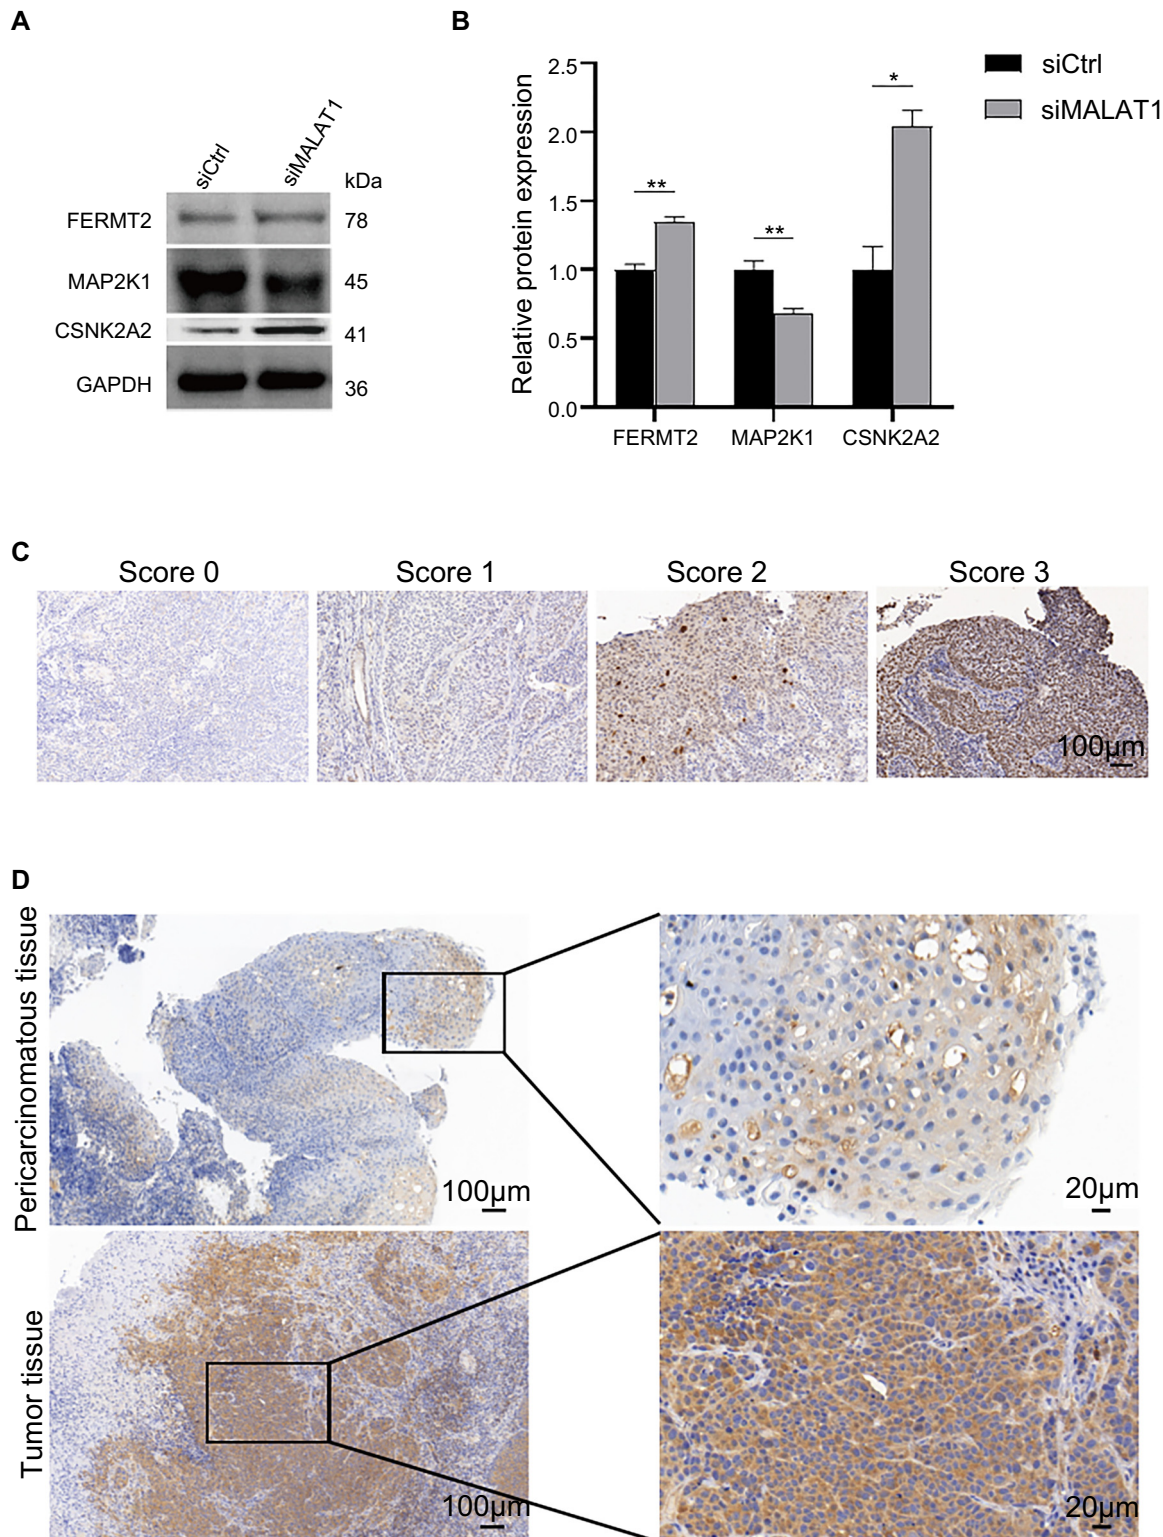 A
siCtrl
siMALAT1
kDa
FERMT2
78
MAP2K1
45
CSNK2A2
41
GAPDH
36
B
Relative protein expression
2.5
2.0
1.5
1.0
0.5
0.0
**
**
*
FERMT2
MAP2K1
CSNK2A2
siCtrl
siMALAT1
C
Score 0
Score 1
Score 2
Score 3
100μm
D
Pericarcinomatous tissue
100μm
20μm
Tumor tissue
100μm
20μm